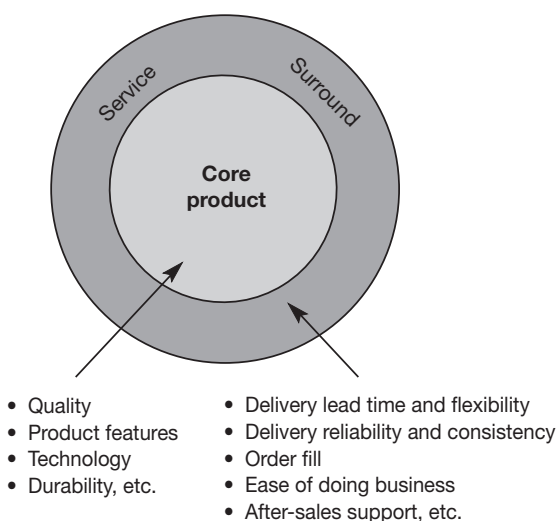 Service
Surround
Core
product
• Quality
• Product features
• Technology
• Durability, etc.
• Delivery lead time and flexibility
• Delivery reliability and consistency
• Order fill
• Ease of doing business
• After-sales support, etc.